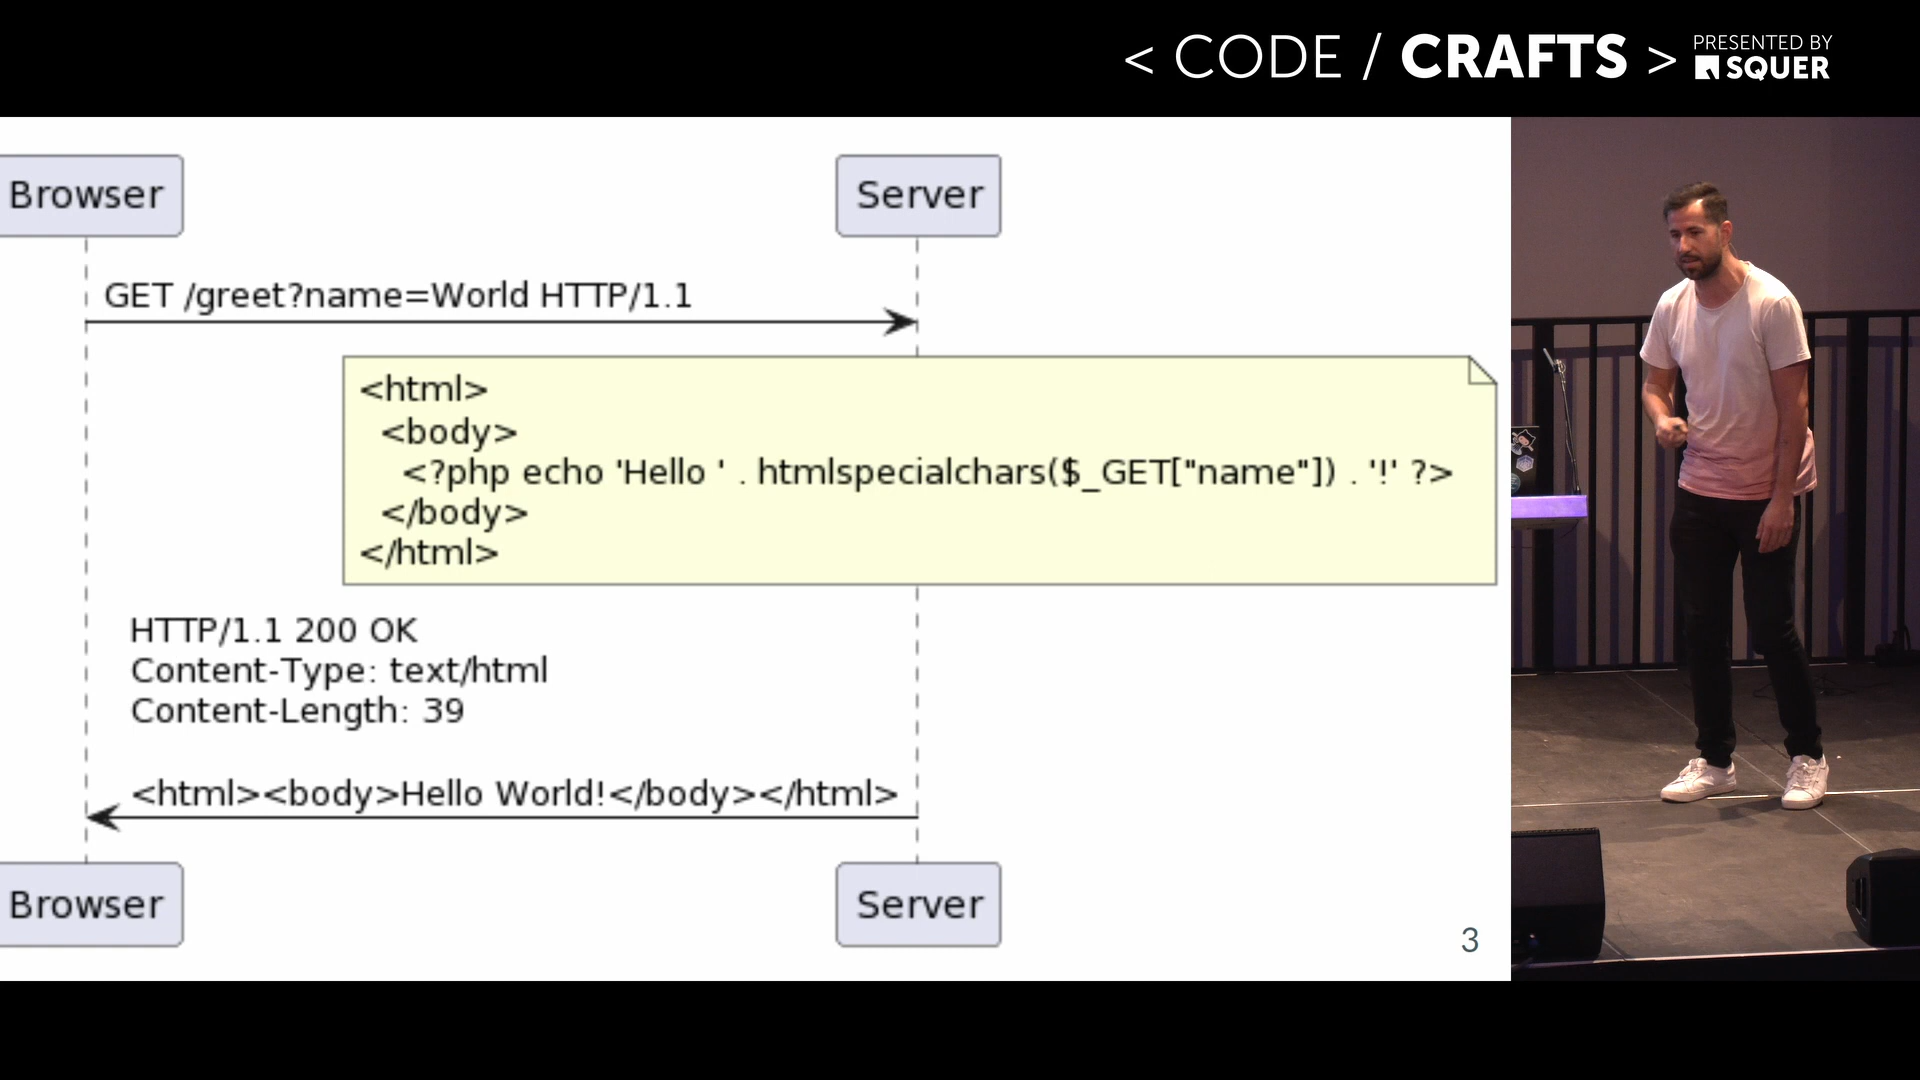 < CODE / CRAFTS >
PRESENTED BY
SQUER
Browser
Server
GET /greet?name=World HTTP/1.1
<html>
<body>
<?php echo 'Hello ' . htmlspecialchars($_GET["name"]) . '!' ?>
</body>
</html>
HTTP/1.1 200 OK
Content-Type: text/html
Content-Length: 39
<html><body>Hello World!</body></html>
Browser
Server
3